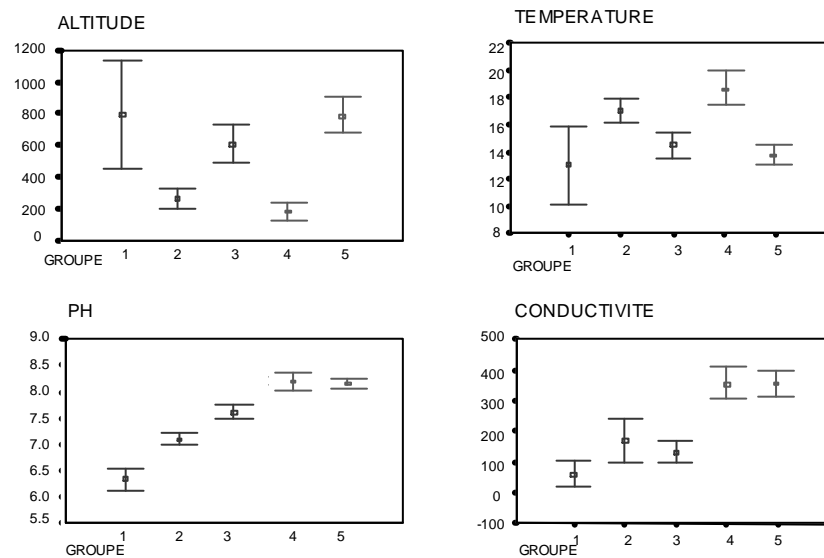 ALTITUDE
1200
1000
800
600
400
200
0
1 2 3 4 5
GROUPE
TEMPERATURE
22
20
18
16
14
12
10
8
1 2 3 4 5
GROUPE
PH
9.0
8.5
8.0
7.5
7.0
6.5
6.0
5.5
1 2 3 4 5
GROUPE
CONDUCTIVITE
500
400
300
200
100
0
-100
1 2 3 4 5
GROUPE